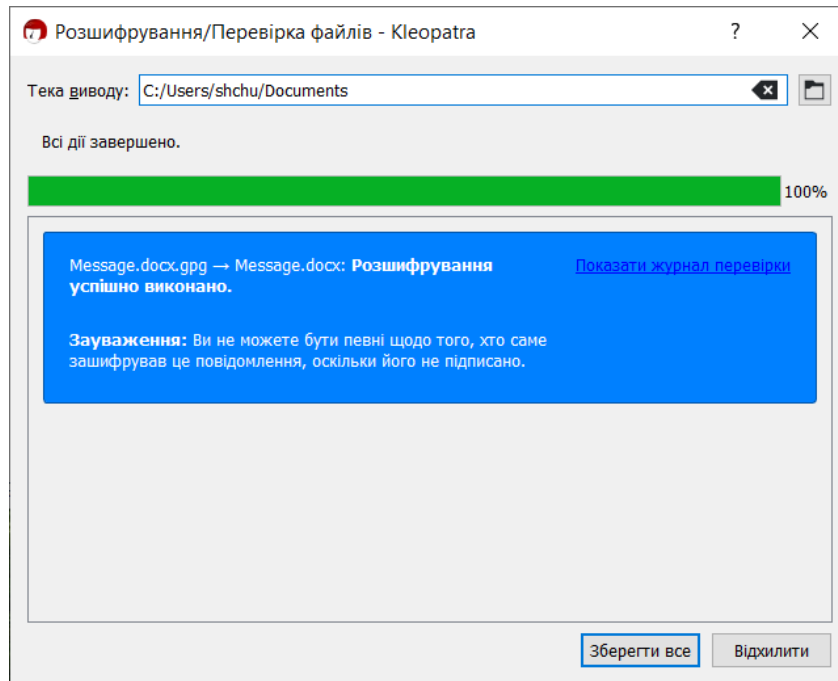 Розшифрування/Перевірка файлів - Kleopatra
Тека виводу: C:/Users/shchu/Documents
Всі дії завершено.
100%
Message.docx.gpg → Message.docx: Розшифрування Показати журнал перевірки
успішно виконано.
Зауваження: Ви не можете бути певні щодо того, хто саме
зашифрував це повідомлення, оскільки його не підписано.
Зберегти все Відхилити